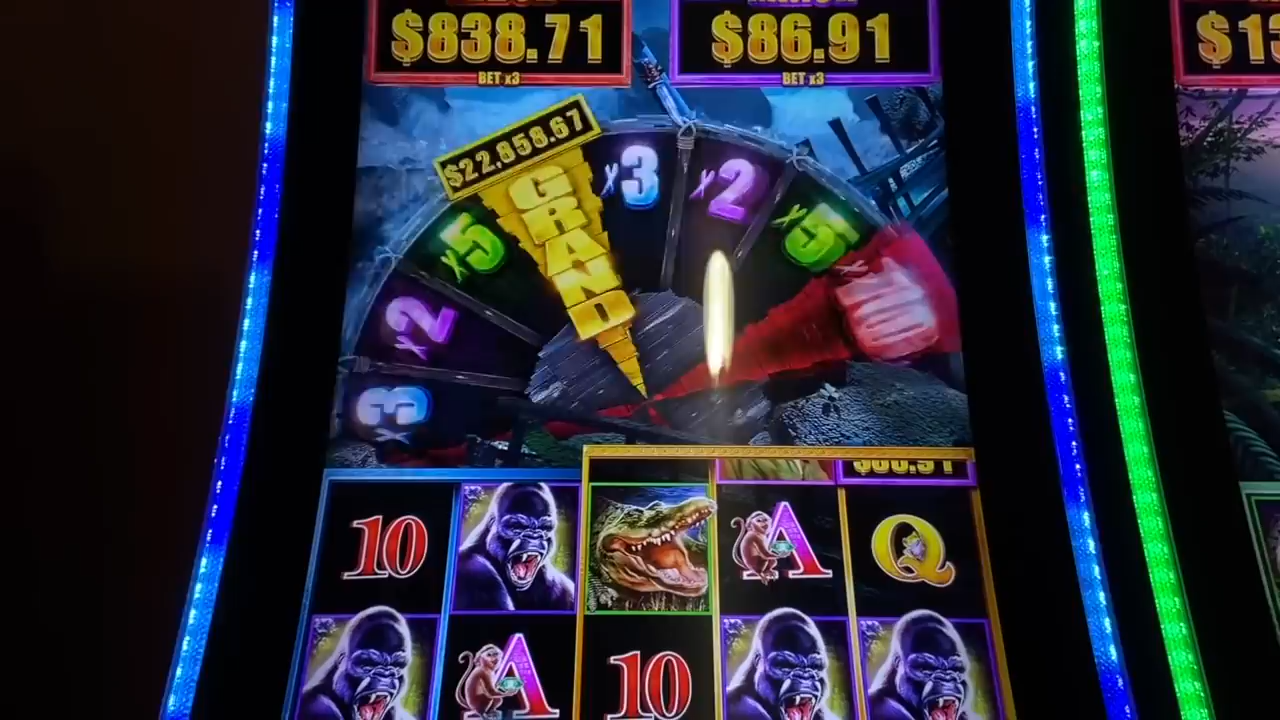 $838.71
$86.91
BET x3
BET x3
$22,858.67
GRAND
x3
x2
x5
x5
x2
x3
10
A
Q
A
10